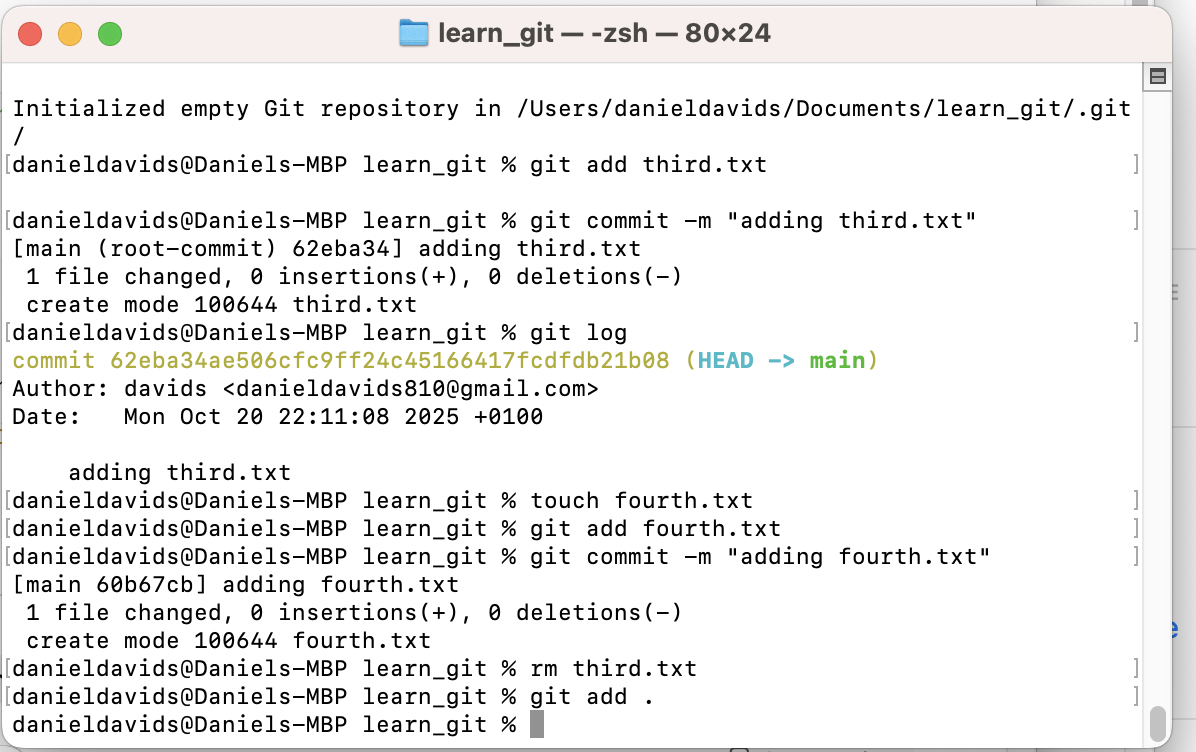 learn_git — -zsh — 80×24
Initialized empty Git repository in /Users/danieldavids/Documents/learn_git/.git
/
[danieldavids@Daniels-MBP learn_git % git add third.txt ]
[danieldavids@Daniels-MBP learn_git % git commit -m "adding third.txt" ]
[main (root-commit) 62eba34] adding third.txt
 1 file changed, 0 insertions(+), 0 deletions(-)
 create mode 100644 third.txt
[danieldavids@Daniels-MBP learn_git % git log ]
commit 62eba34ae506cfc9ff24c45166417fcdfdb21b08 (HEAD -> main)
Author: davids <danieldavids810@gmail.com>
Date:   Mon Oct 20 22:11:08 2025 +0100
    adding third.txt
[danieldavids@Daniels-MBP learn_git % touch fourth.txt ]
[danieldavids@Daniels-MBP learn_git % git add fourth.txt ]
[danieldavids@Daniels-MBP learn_git % git commit -m "adding fourth.txt" ]
[main 60b67cb] adding fourth.txt
 1 file changed, 0 insertions(+), 0 deletions(-)
 create mode 100644 fourth.txt
[danieldavids@Daniels-MBP learn_git % rm third.txt ]
[danieldavids@Daniels-MBP learn_git % git add . ]
danieldavids@Daniels-MBP learn_git %